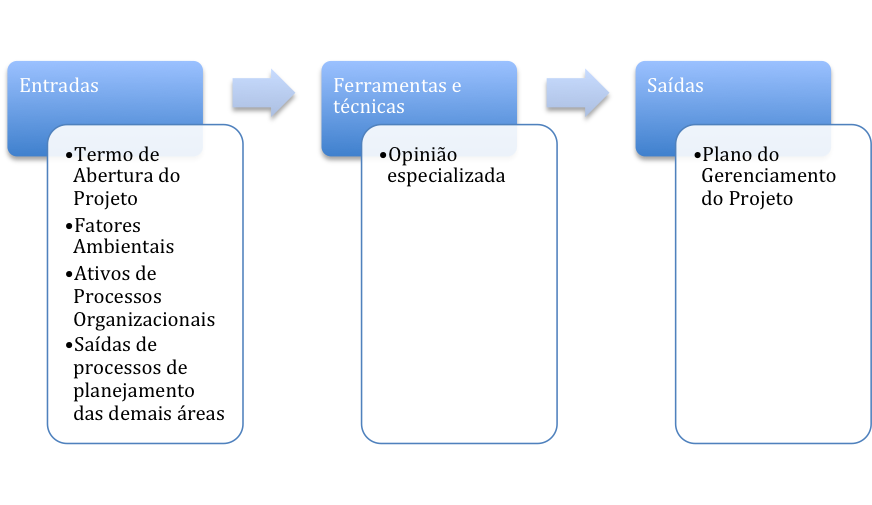 Entradas
•Termo de
Abertura do
Projeto
•Fatores
Ambientais
•Ativos de
Processos
Organizacionais
•Saídas de
processos de
planejamento
das demais áreas
Ferramentas e
técnicas
•Opinião
especializada
Saídas
•Plano do
Gerenciamento
do Projeto